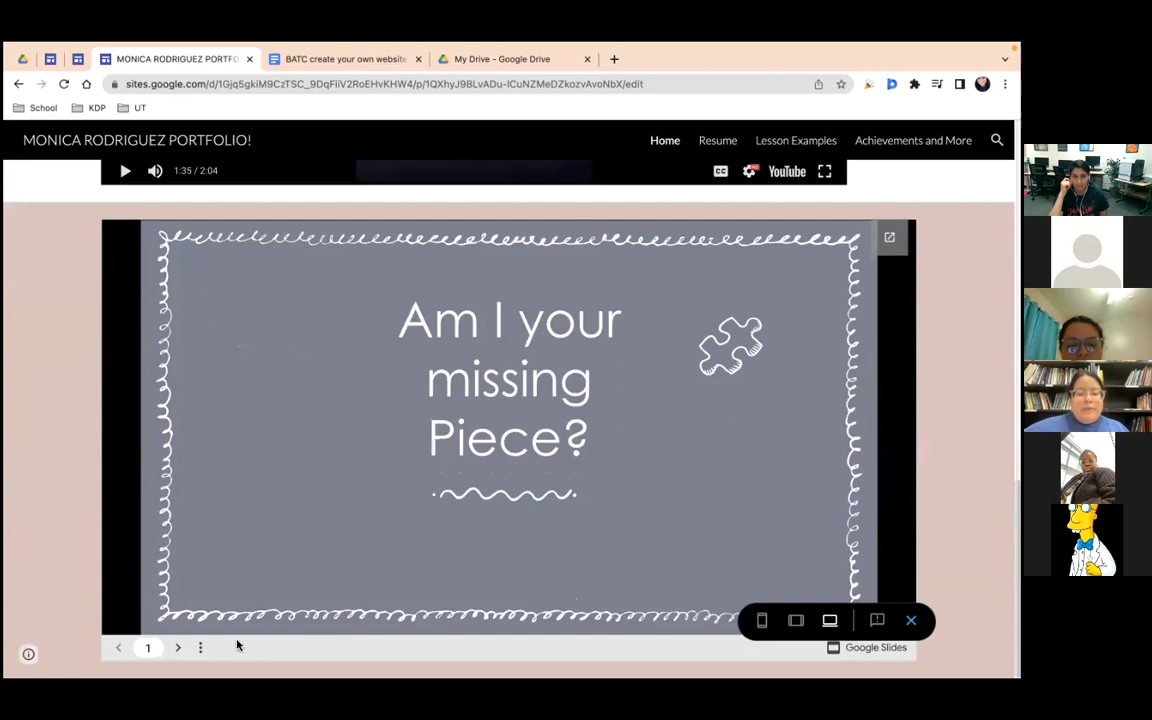 MONICA RODRIGUEZ PORTFO
BATC create your own website
My Drive - Google Drive
sites.google.com/d/1Gjq5gkiM9CzTSC_9DqFiiV2RoEHvKHW4/p/1QXhyJ9BLvADu-lCuNZMeDZkozvAvoNbX/edit
School
KDP
UT
MONICA RODRIGUEZ PORTFOLIO!
Home
Resume
Lesson Examples
Achievements and More
1:35 / 2:04
CC
YouTube
Am I your
missing
Piece?
1
Google Slides